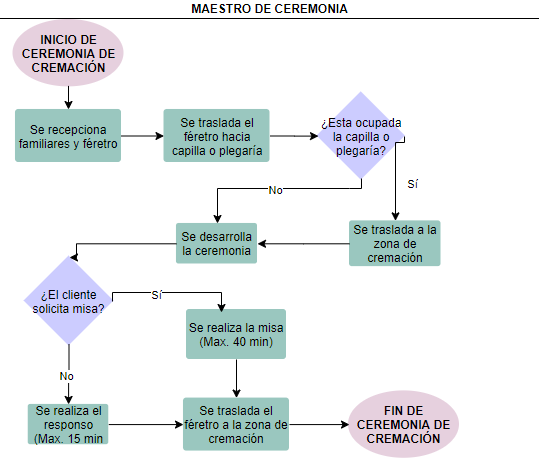 MAESTRO DE CEREMONIA
INICIO DE
CEREMONIA DE
CREMACIÓN
Se recepciona
familiares y féretro
Se traslada el
féretro hacia
capilla o plegaría
¿Esta ocupada
la capilla o
plegaría?
No
Sí
Se desarrolla
la ceremonia
Se traslada a la
zona de
cremación
¿El cliente
solicita misa?
Sí
Se realiza la misa
(Max. 40 min)
No
Se realiza el
responso
(Max. 15 min
Se traslada el
féretro a la zona de
cremación
FIN DE
CEREMONIA DE
CREMACIÓN